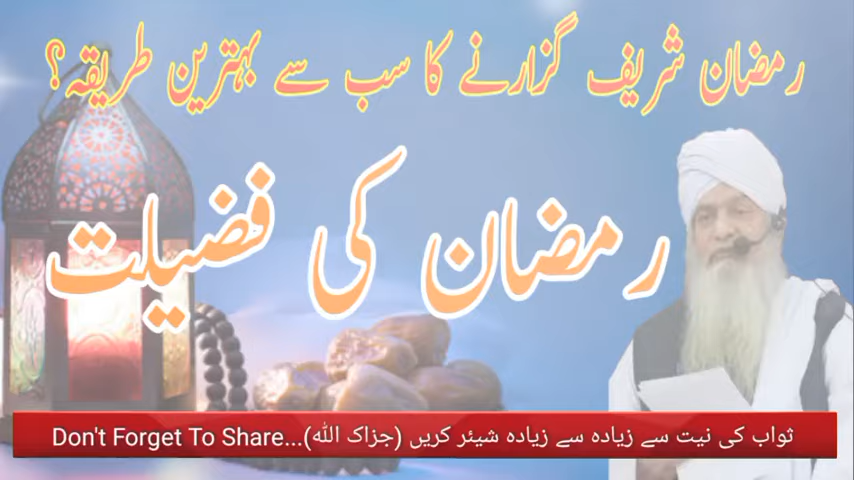 رمضان شریف گزارنے کا سب سے بہترین طریقہ؟
رمضان کی فضیلت
ثواب کی نیت سے زیادہ سے زیادہ شیئر کریں (جزاک اللہ)...Don't Forget To Share